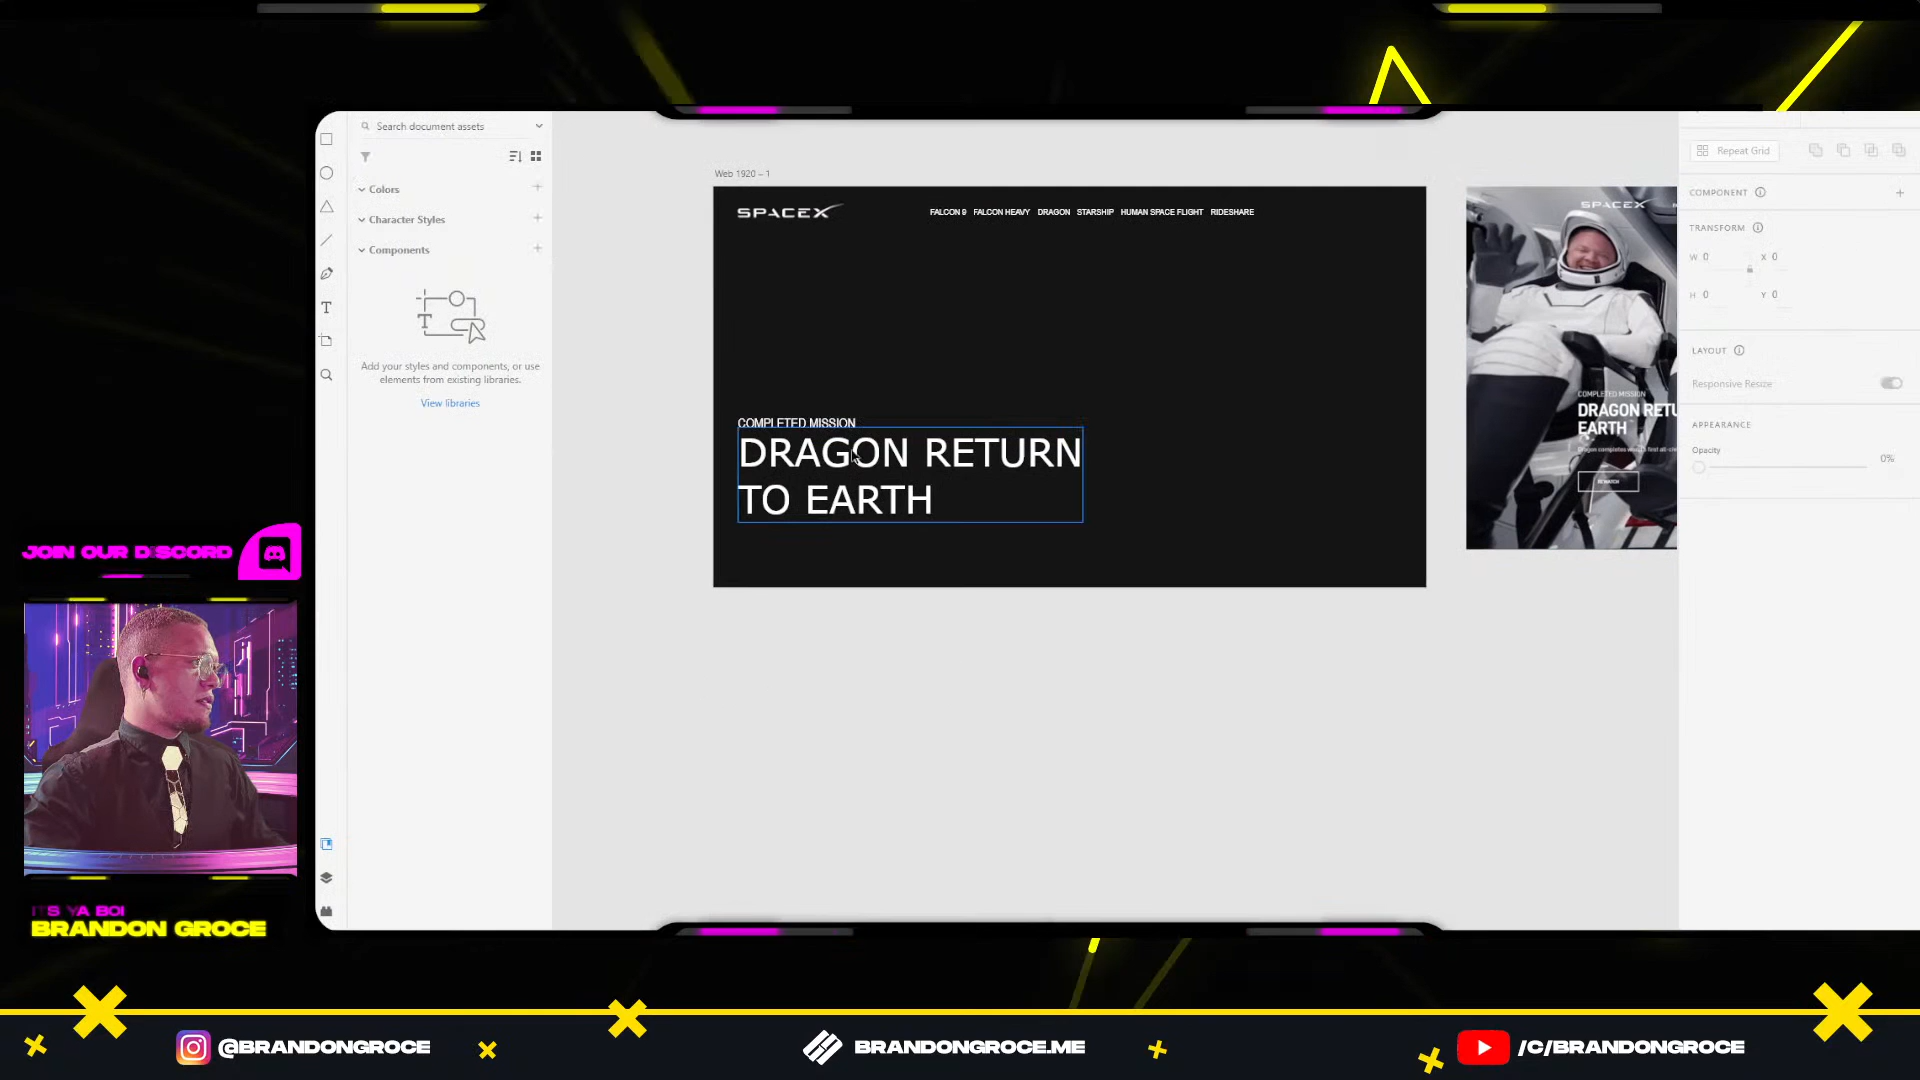 Search document assets
Colors
Character Styles
Components
Add your styles and components, or use
elements from existing libraries.
View libraries
Web 1920 – 1
SPACEX
FALCON 9 FALCON HEAVY DRAGON STARSHIP HUMAN SPACE FLIGHT RIDESHARE
COMPLETED MISSION
DRAGON RETURN
TO EARTH
SPACEX
COMPLETED MISSION
DRAGON RETU
EARTH
REWATCH
Repeat Grid
COMPONENT
TRANSFORM
W 0 X 0
H 0 Y 0
LAYOUT
Responsive Resize
APPEARANCE
Opacity
0%
JOIN OUR DISCORD
IT'S YA BOI
BRANDON GROCE
@BRANDONGROCE
BRANDONGROCE.ME
/C/BRANDONGROCE